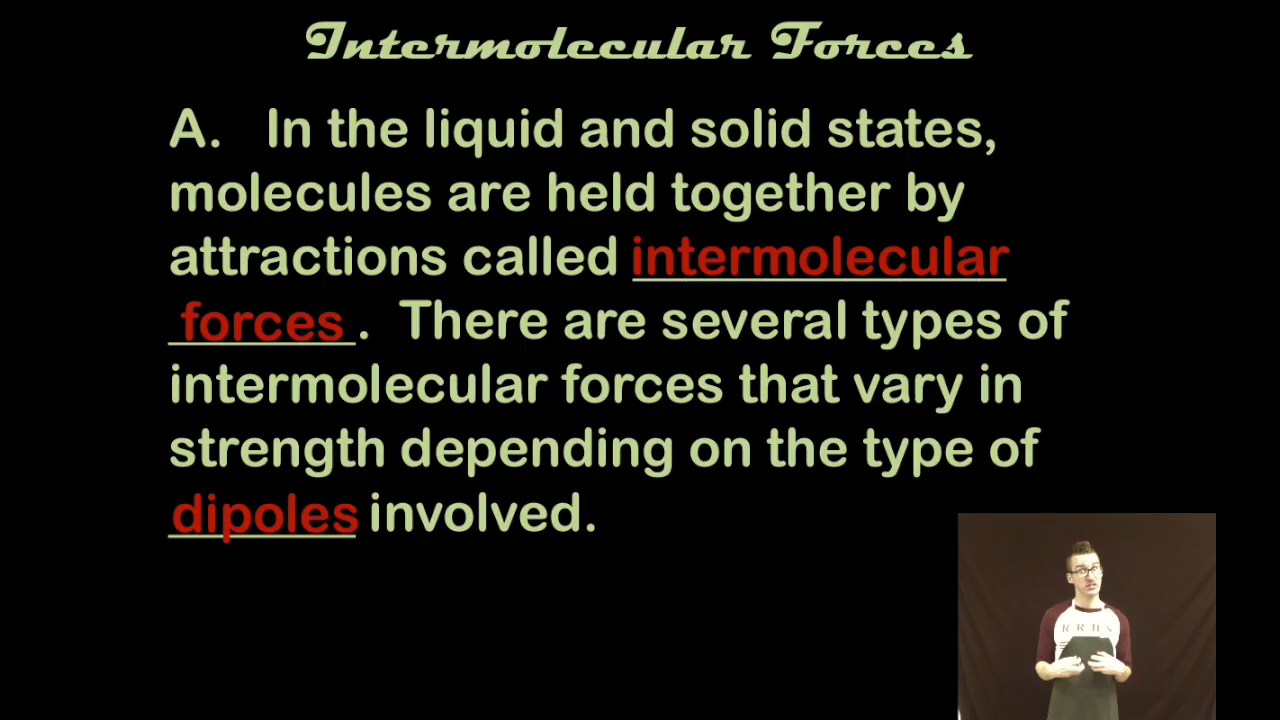 Intermolecular Forces
A. In the liquid and solid states,
molecules are held together by
attractions called intermolecular
forces. There are several types of
intermolecular forces that vary in
strength depending on the type of
dipoles involved.
R R H S